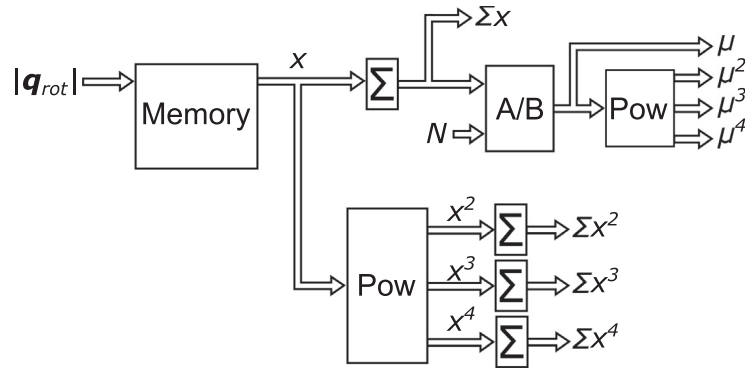 Σx
x
μ
|q_rot|
Memory
Σ
A/B
Pow
μ²
μ³
μ⁴
N
x²
Σ
Σx²
Pow
x³
Σ
Σx³
x⁴
Σ
Σx⁴